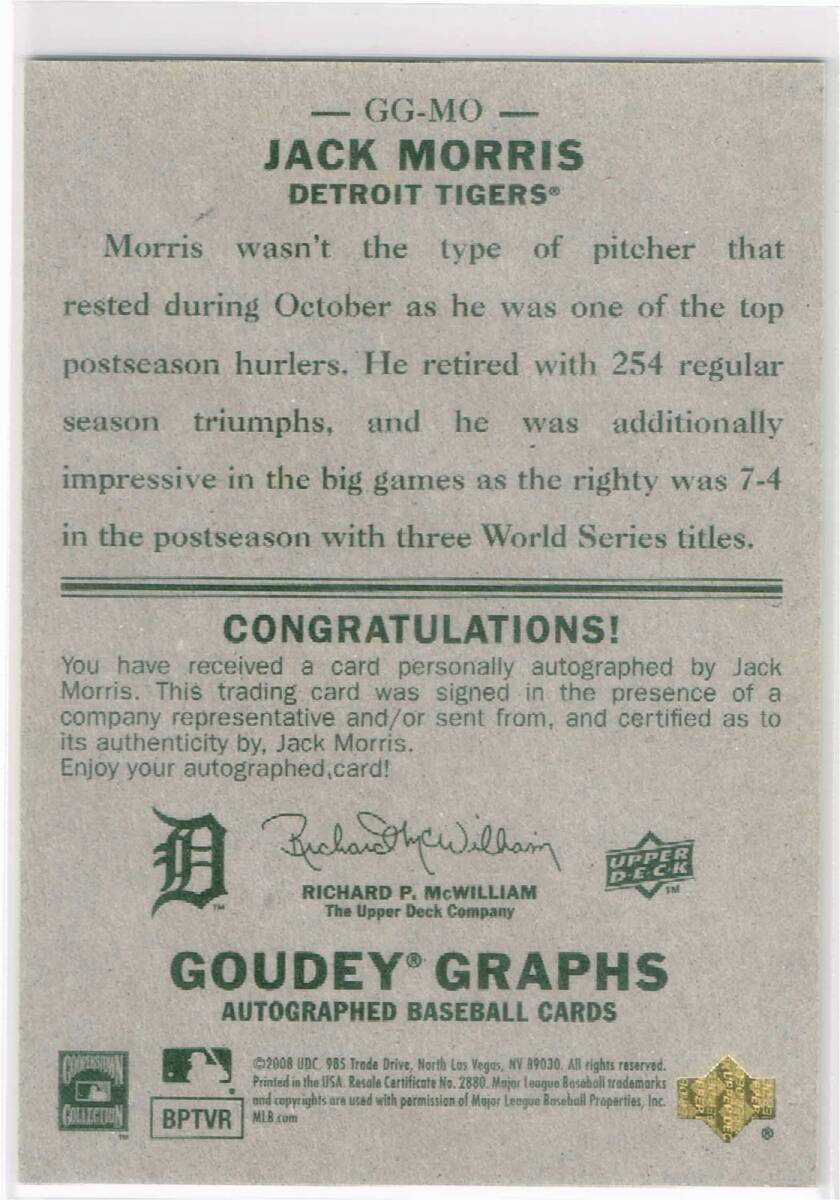 — GG-MO —
JACK MORRIS
DETROIT TIGERS®
Morris wasn't the type of pitcher that
rested during October as he was one of the top
postseason hurlers. He retired with 254 regular
season triumphs, and he was additionally
impressive in the big games as the righty was 7-4
in the postseason with three World Series titles.
CONGRATULATIONS!
You have received a card personally autographed by Jack
Morris. This trading card was signed in the presence of a
company representative and/or sent from, and certified as to
its authenticity by, Jack Morris.
Enjoy your autographed card!
D™
Richard McWilliam
UPPER
DECK™
RICHARD P. McWILLIAM
The Upper Deck Company
GOUDEY® GRAPHS
AUTOGRAPHED BASEBALL CARDS
COOPERSTOWN
COLLECTION™
BPTVR
©2008 UDC, 985 Trade Drive, North Las Vegas, NV 89030. All rights reserved.
Printed in the USA. Resale Certificate No. 2880. Major League Baseball trademarks
and copyrights are used with permission of Major League Baseball Properties, Inc.
MLB.com
®